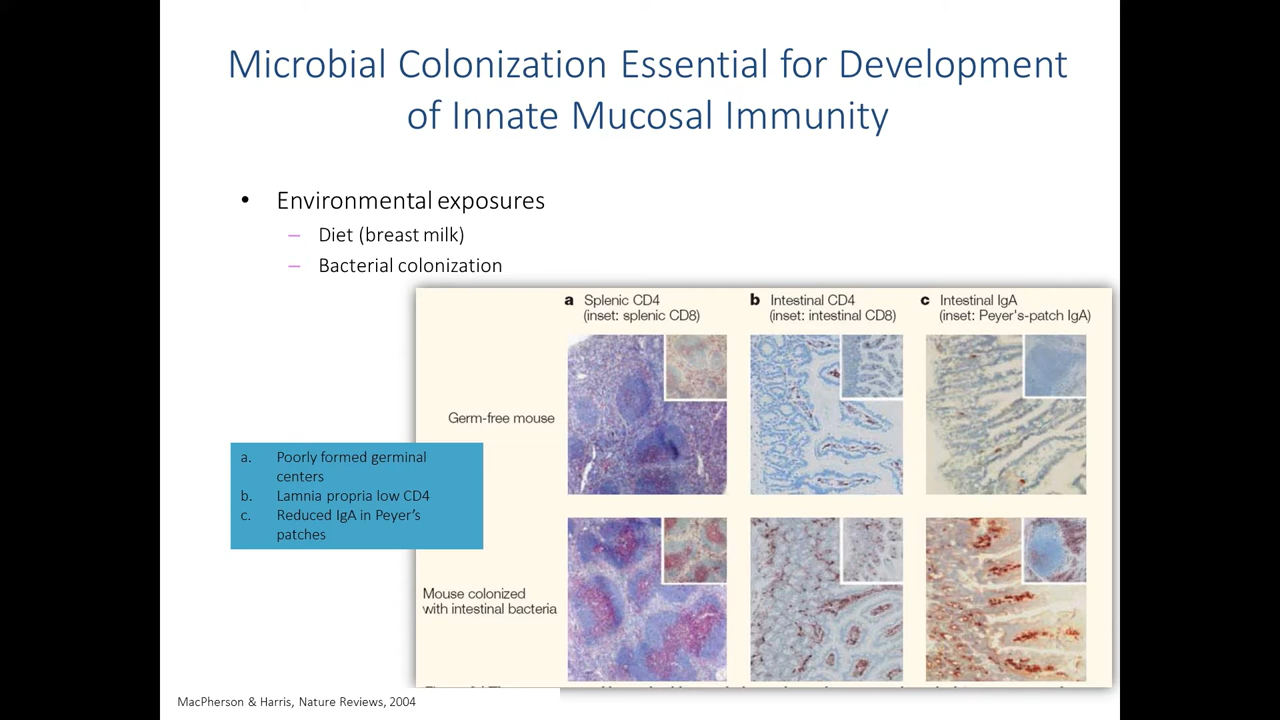 Microbial Colonization Essential for Development
of Innate Mucosal Immunity
• Environmental exposures
– Diet (breast milk)
– Bacterial colonization
a Splenic CD4
(inset: splenic CD8)
b Intestinal CD4
(inset: intestinal CD8)
c Intestinal IgA
(inset: Peyer's-patch IgA)
Germ-free mouse
a. Poorly formed germinal
centers
b. Lamnia propria low CD4
c. Reduced IgA in Peyer's
patches
Mouse colonized
with intestinal bacteria
MacPherson & Harris, Nature Reviews, 2004